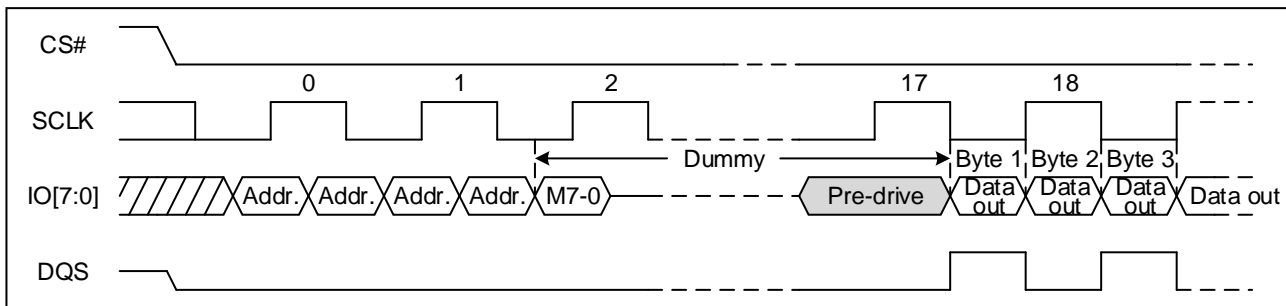 CS#
0 1 2 17 18
SCLK
Dummy Byte 1 Byte 2 Byte 3
IO[7:0] Addr. Addr. Addr. Addr. M7-0 Pre-drive Data out Data out Data out Data out
DQS